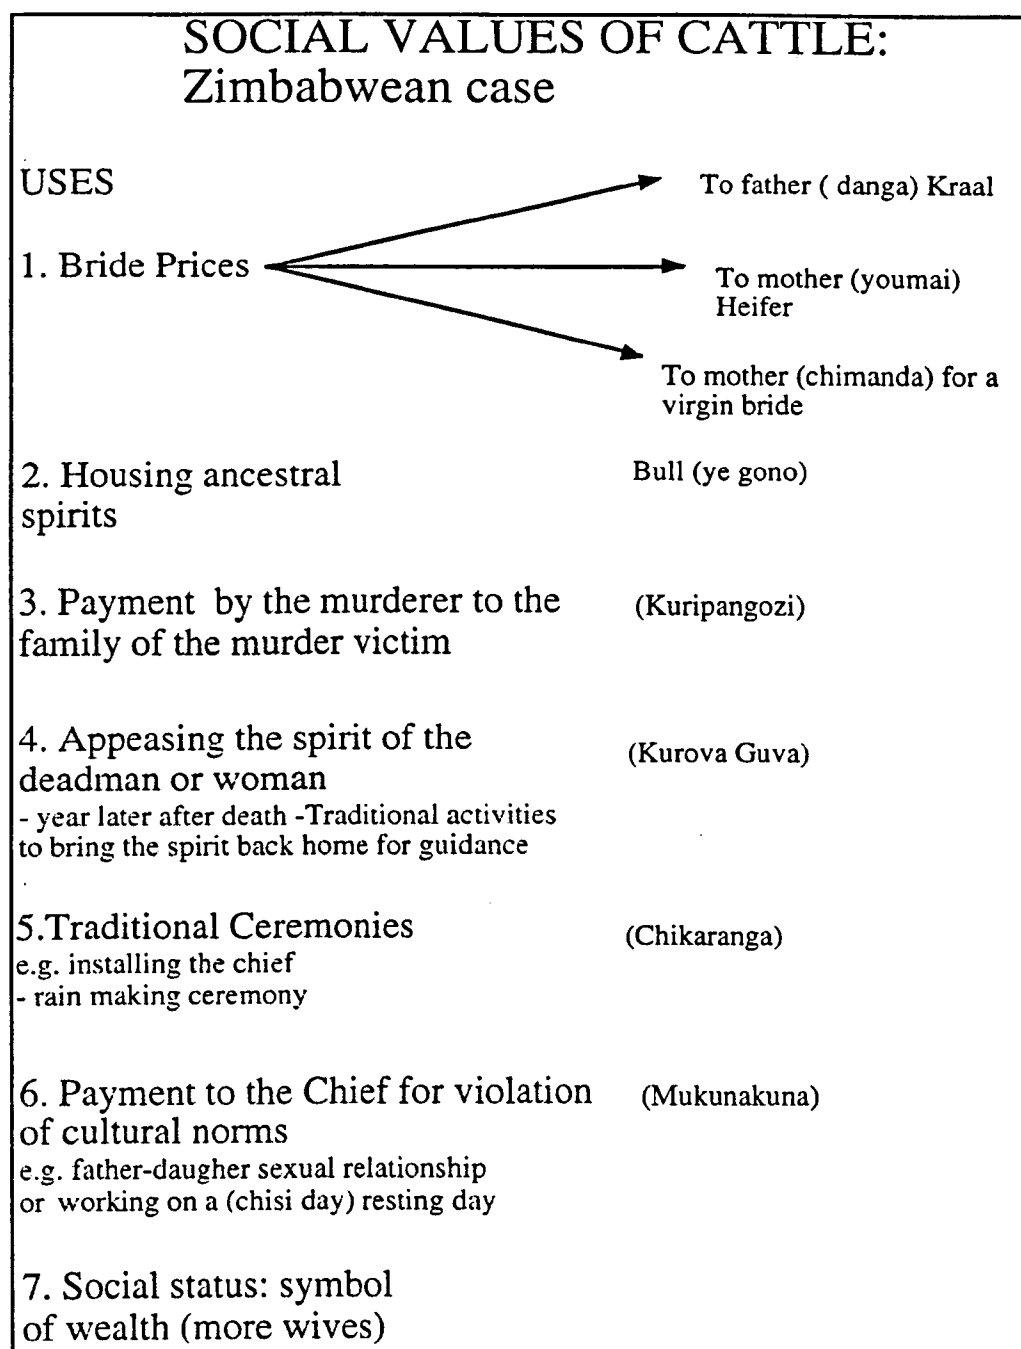 SOCIAL VALUES OF CATTLE:
Zimbabwean case
USES
To father ( danga) Kraal
1. Bride Prices
To mother (youmai)
Heifer
To mother (chimanda) for a
virgin bride
2. Housing ancestral
spirits
Bull (ye gono)
3. Payment by the murderer to the
family of the murder victim
(Kuripangozi)
4. Appeasing the spirit of the
deadman or woman
- year later after death -Traditional activities
to bring the spirit back home for guidance
(Kurova Guva)
5.Traditional Ceremonies
e.g. installing the chief
- rain making ceremony
(Chikaranga)
6. Payment to the Chief for violation
of cultural norms
e.g. father-daugher sexual relationship
or working on a (chisi day) resting day
(Mukunakuna)
7. Social status: symbol
of wealth (more wives)